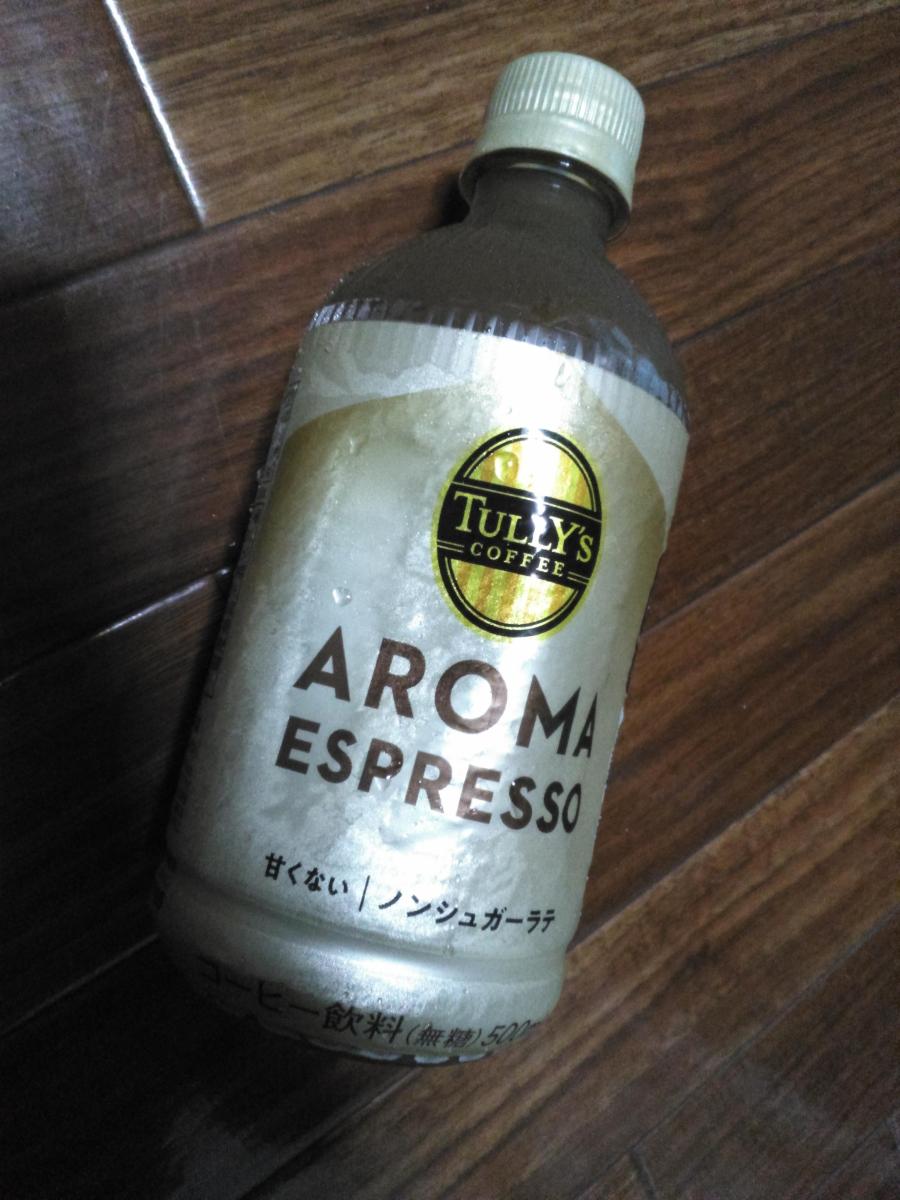 TULLY'S
COFFEE
AROMA
ESPRESSO
甘くない | ノンシュガーラテ
コーヒー飲料(無糖)500